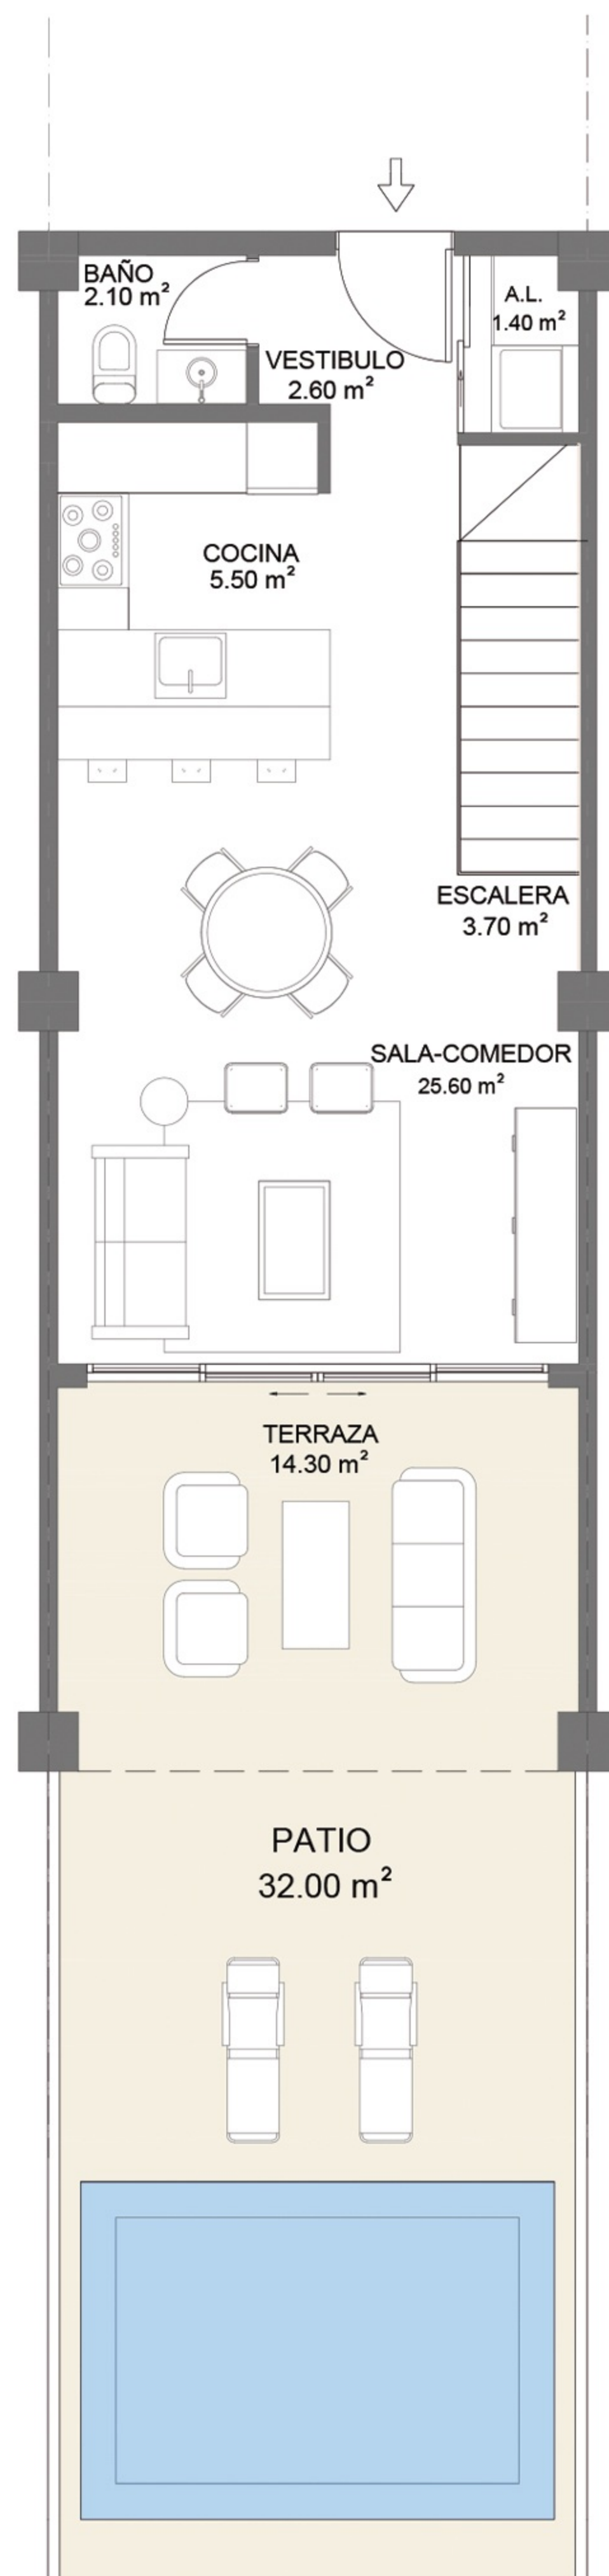 BAÑO
2.10 m²
A.L.
1.40 m²
VESTIBULO
2.60 m²
COCINA
5.50 m²
ESCALERA
3.70 m²
SALA-COMEDOR
25.60 m²
TERRAZA
14.30 m²
PATIO
32.00 m²